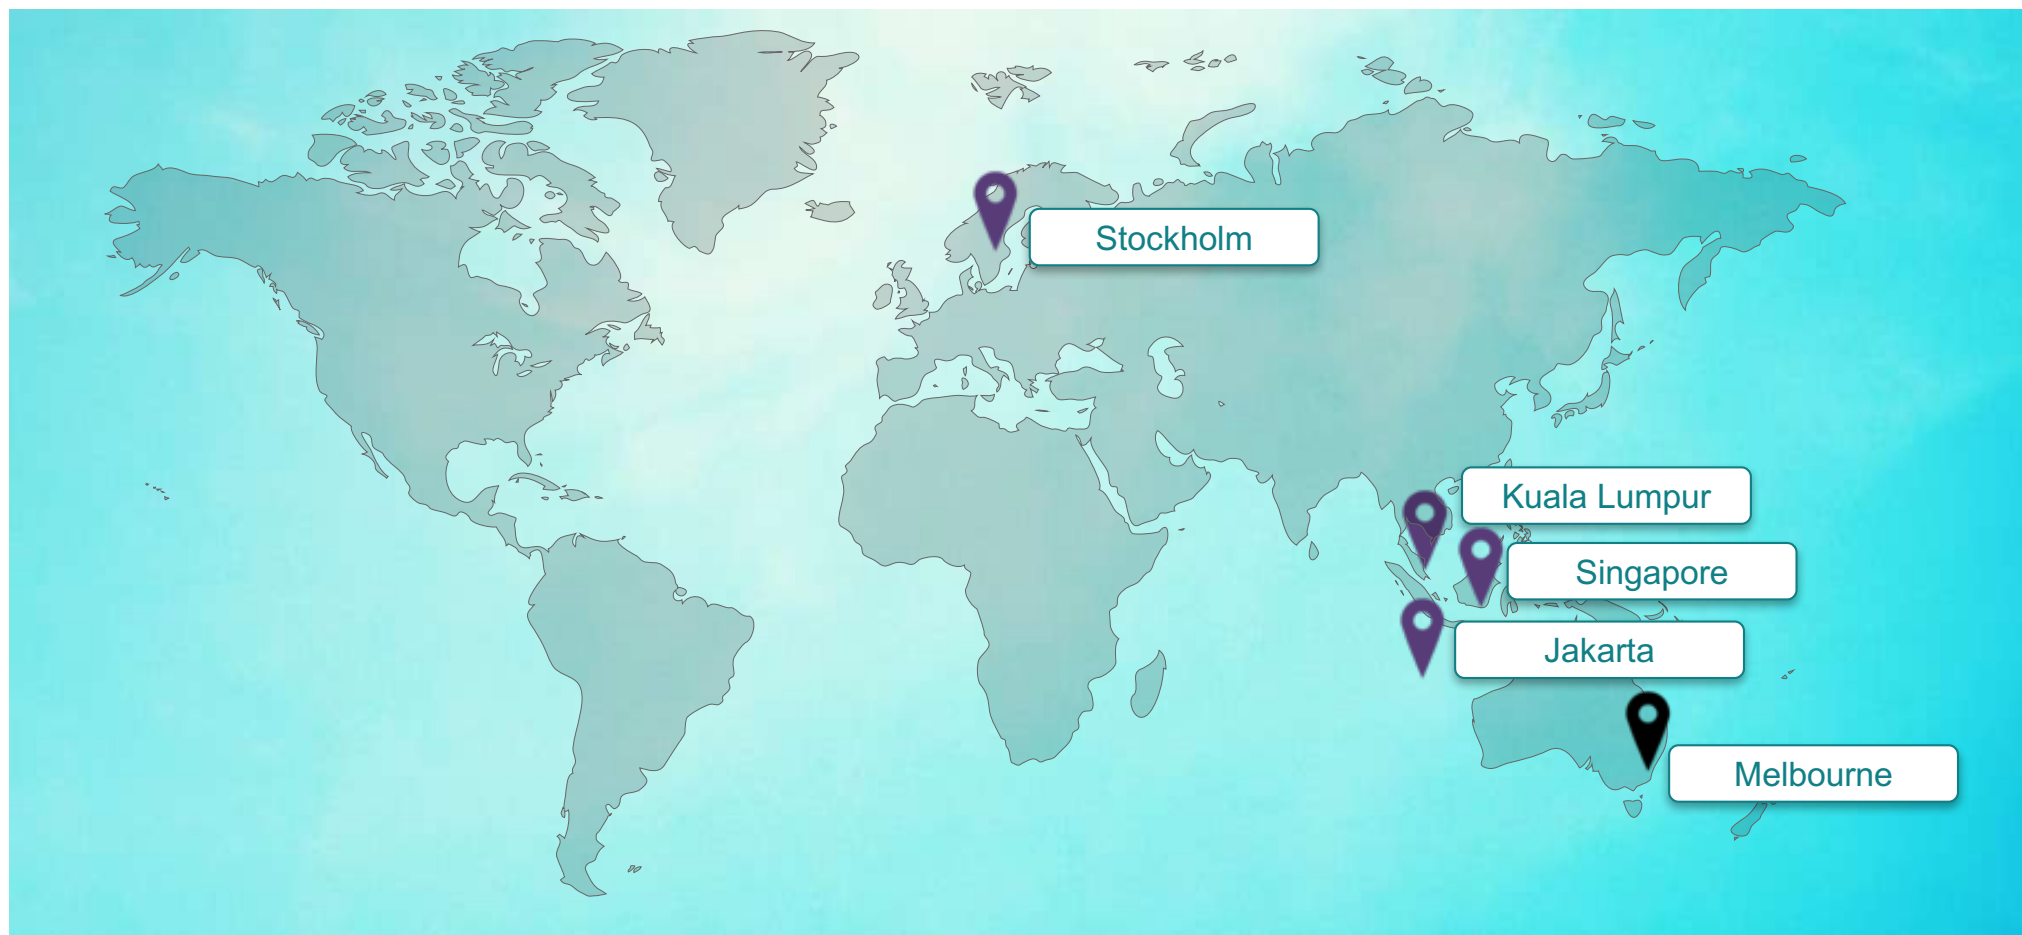 Stockholm
Kuala Lumpur
Singapore
Jakarta
Melbourne